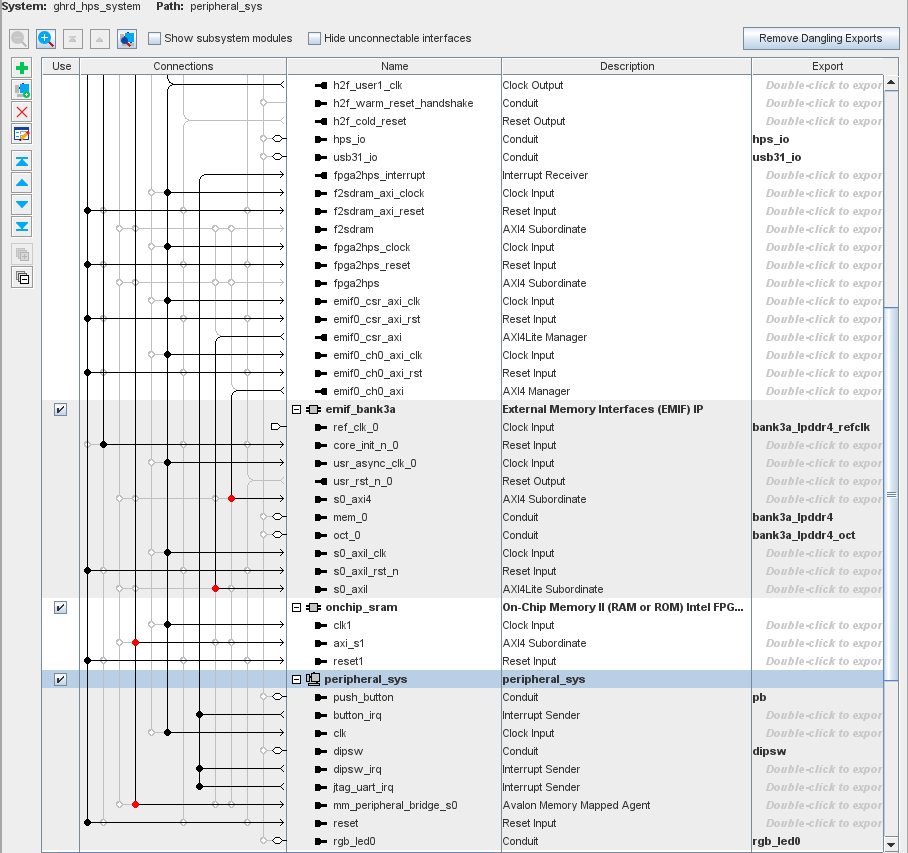 System: ghrd_hps_system Path: peripheral_sys
Show subsystem modules Hide unconnectable interfaces Remove Dangling Exports
Use Connections Name Description Export
h2f_user1_clk Clock Output Double-click to expor
h2f_warm_reset_handshake Conduit Double-click to expor
h2f_cold_reset Reset Output Double-click to expor
hps_io Conduit hps_io
usb31_io Conduit usb31_io
fpga2hps_interrupt Interrupt Receiver Double-click to expor
f2sdram_axi_clock Clock Input Double-click to expor
f2sdram_axi_reset Reset Input Double-click to expor
f2sdram AXI4 Subordinate Double-click to expor
fpga2hps_clock Clock Input Double-click to expor
fpga2hps_reset Reset Input Double-click to expor
fpga2hps AXI4 Subordinate Double-click to expor
emif0_csr_axi_clk Clock Input Double-click to expor
emif0_csr_axi_rst Reset Input Double-click to expor
emif0_csr_axi AXI4Lite Manager Double-click to expor
emif0_ch0_axi_clk Clock Input Double-click to expor
emif0_ch0_axi_rst Reset Input Double-click to expor
emif0_ch0_axi AXI4 Manager Double-click to expor
emif_bank3a External Memory Interfaces (EMIF) IP
ref_clk_0 Clock Input bank3a_lpddr4_refclk
core_init_n_0 Reset Input Double-click to expor
usr_async_clk_0 Clock Input Double-click to expor
usr_rst_n_0 Reset Output Double-click to expor
s0_axi4 AXI4 Subordinate Double-click to expor
mem_0 Conduit bank3a_lpddr4
oct_0 Conduit bank3a_lpddr4_oct
s0_axil_clk Clock Input Double-click to expor
s0_axil_rst_n Reset Input Double-click to expor
s0_axil AXI4Lite Subordinate Double-click to expor
onchip_sram On-Chip Memory II (RAM or ROM) Intel FPG...
clk1 Clock Input Double-click to expor
axi_s1 AXI4 Subordinate Double-click to expor
reset1 Reset Input Double-click to expor
peripheral_sys peripheral_sys
push_button Conduit pb
button_irq Interrupt Sender Double-click to expor
clk Clock Input Double-click to expor
dipsw Conduit dipsw
dipsw_irq Interrupt Sender Double-click to expor
jtag_uart_irq Interrupt Sender Double-click to expor
mm_peripheral_bridge_s0 Avalon Memory Mapped Agent Double-click to expor
reset Reset Input Double-click to expor
rgb_led0 Conduit rgb_led0